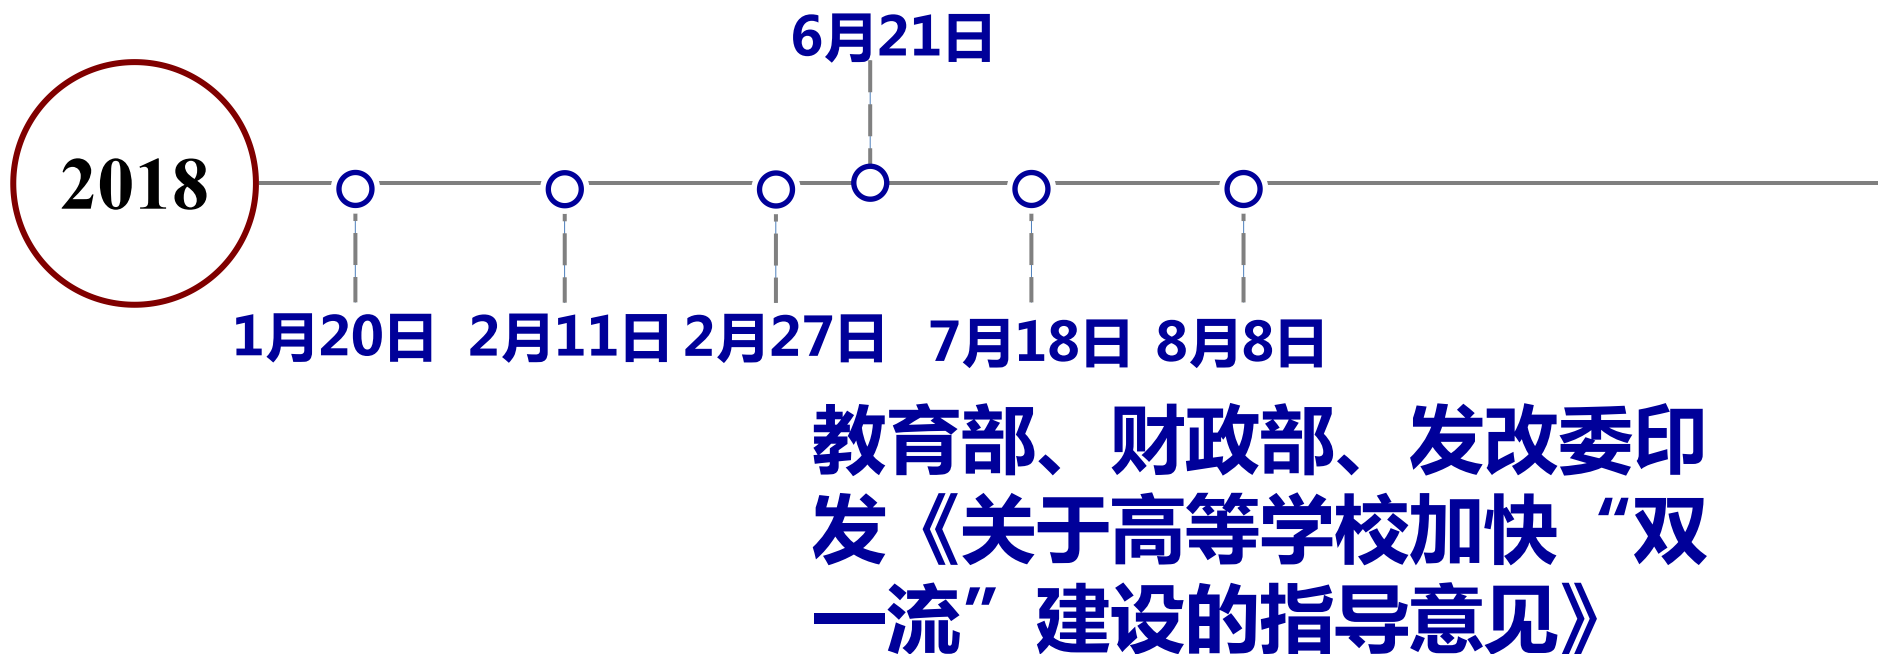 6月21日
2018
1月20日 2月11日 2月27日 7月18日 8月8日
教育部、财政部、发改委印
发《关于高等学校加快“双
一流”建设的指导意见》